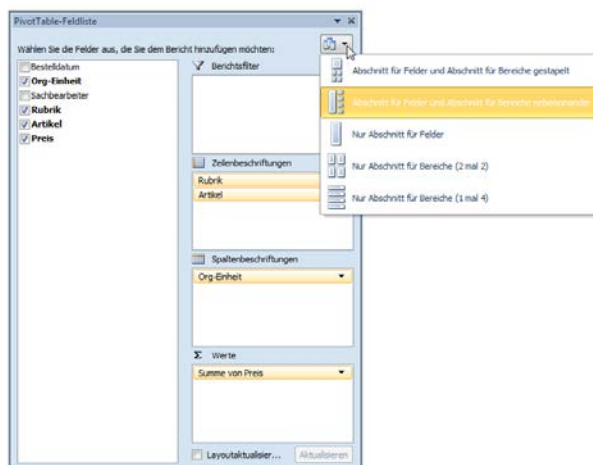 PivotTable-Feldliste
Wählen Sie die Felder aus, die Sie dem Bericht hinzufügen möchten:
Bestelldatum
Org-Einheit
Sachbearbeiter
Rubrik
Artikel
Preis
Berichtsfilter
Zeilenbeschriftungen
Rubrik
Artikel
Spaltenbeschriftungen
Org-Einheit
Σ Werte
Summe von Preis
Layoutaktualisier...
Aktualisieren
Abschnitt für Felder und Abschnitt für Bereiche gestapelt
Abschnitt für Felder und Abschnitt für Bereiche nebeneinander
Nur Abschnitt für Felder
Nur Abschnitt für Bereiche (2 mal 2)
Nur Abschnitt für Bereiche (1 mal 4)